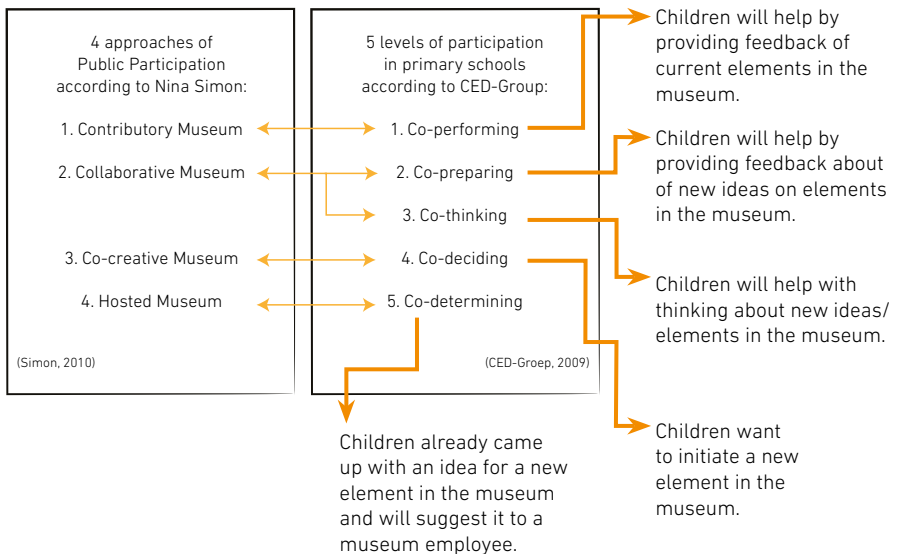 4 approaches of
Public Participation
according to Nina Simon:
1. Contributory Museum
2. Collaborative Museum
3. Co-creative Museum
4. Hosted Museum
(Simon, 2010)
5 levels of participation
in primary schools
according to CED-Group:
1. Co-performing
2. Co-preparing
3. Co-thinking
4. Co-deciding
5. Co-determining
(CED-Groep, 2009)
Children will help by
providing feedback of
current elements in the
museum.
Children will help by
providing feedback about
of new ideas on elements
in the museum.
Children will help with
thinking about new ideas/
elements in the museum.
Children want
to initiate a new
element in the
museum.
Children already came
up with an idea for a new
element in the museum
and will suggest it to a
museum employee.